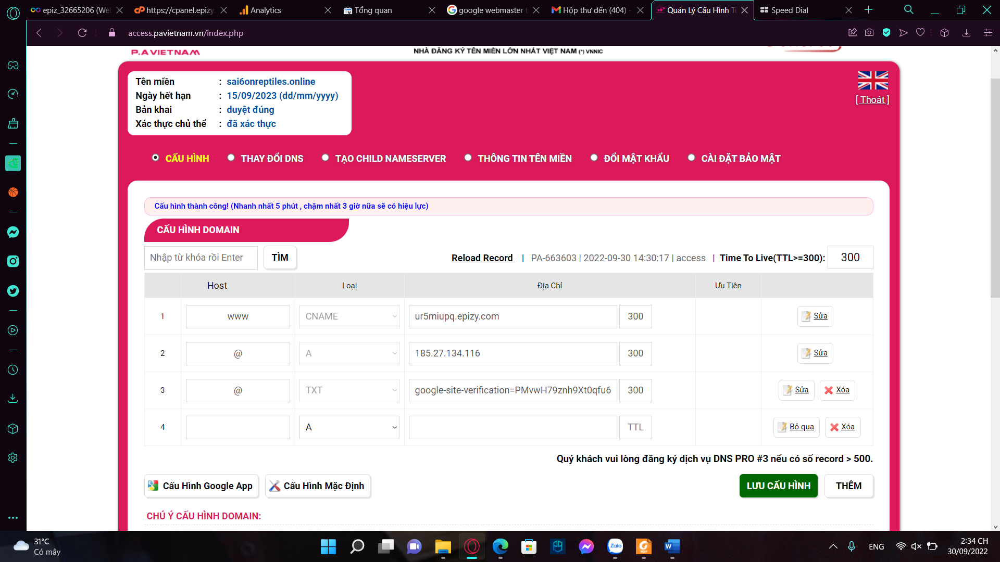 epiz_32665206 (We
https://cpanel.epizy.
Analytics
Tổng quan
google webmaster t
Hộp thư đến (404) -
Quản Lý Cấu Hình T
Speed Dial
access.pavietnam.vn/index.php
P.A VIETNAM
NHÀ ĐĂNG KÝ TÊN MIỀN LỚN NHẤT VIỆT NAM (*) VNNIC
Tên miền : sai6onreptiles.online
Ngày hết hạn : 15/09/2023 (dd/mm/yyyy)
Bản khai : duyệt đúng
Xác thực chủ thể : đã xác thực
[ Thoát ]
CẤU HÌNH THAY ĐỔI DNS TẠO CHILD NAMESERVER THÔNG TIN TÊN MIỀN ĐỔI MẬT KHẨU CÀI ĐẶT BẢO MẬT
Cấu hình thành công! (Nhanh nhất 5 phút , chậm nhất 3 giờ nữa sẽ có hiệu lực)
CẤU HÌNH DOMAIN
Nhập từ khóa rồi Enter TÌM Reload Record | PA-663603 | 2022-09-30 14:30:17 | access | Time To Live(TTL>=300): 300
Host Loại Địa Chỉ Ưu Tiên
1 www CNAME ur5miupq.epizy.com 300 Sửa
2 @ A 185.27.134.116 300 Sửa
3 @ TXT google-site-verification=PMvwH79znh9Xt0qfu6 300 Sửa Xóa
4 A TTL Bỏ qua Xóa
Quý khách vui lòng đăng ký dịch vụ DNS PRO #3 nếu có số record > 500.
Cấu Hình Google App Cấu Hình Mặc Định LƯU CẤU HÌNH THÊM
CHÚ Ý CẤU HÌNH DOMAIN:
31°C
Có mây
Zalo
PDF
ENG
2:34 CH
30/09/2022